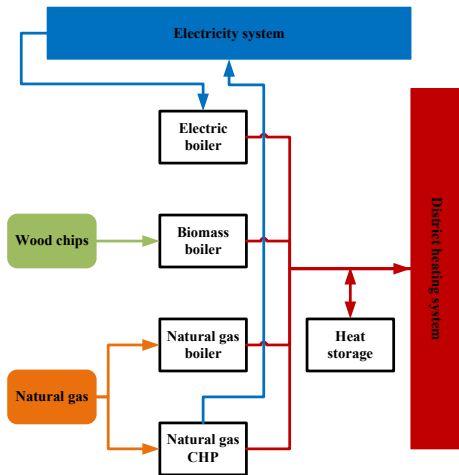 Electricity system
Electric
boiler
Wood chips
Biomass
boiler
District heating system
Natural gas
boiler
Heat
storage
Natural gas
Natural gas
CHP